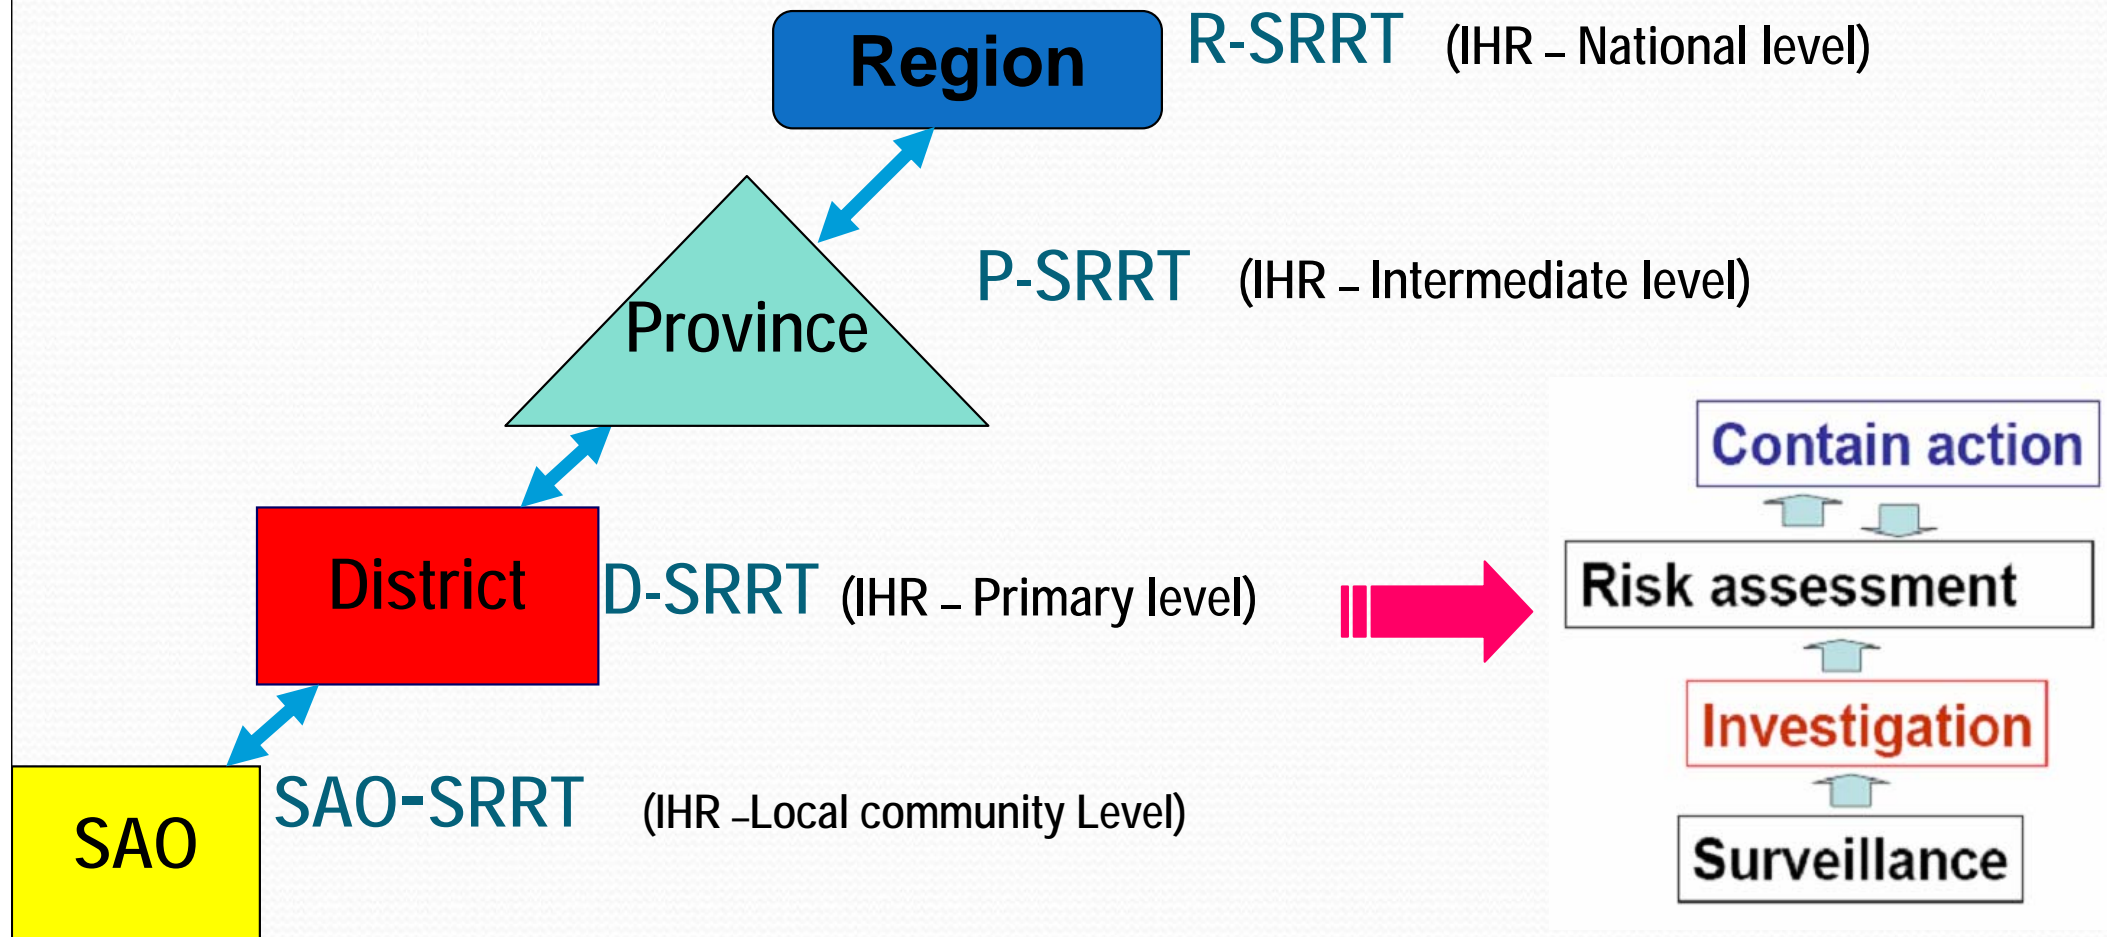 Region
R-SRRT (IHR – National level)
Province
P-SRRT (IHR – Intermediate level)
District
D-SRRT (IHR – Primary level)
SAO
SAO-SRRT (IHR –Local community Level)
Contain action
Risk assessment
Investigation
Surveillance